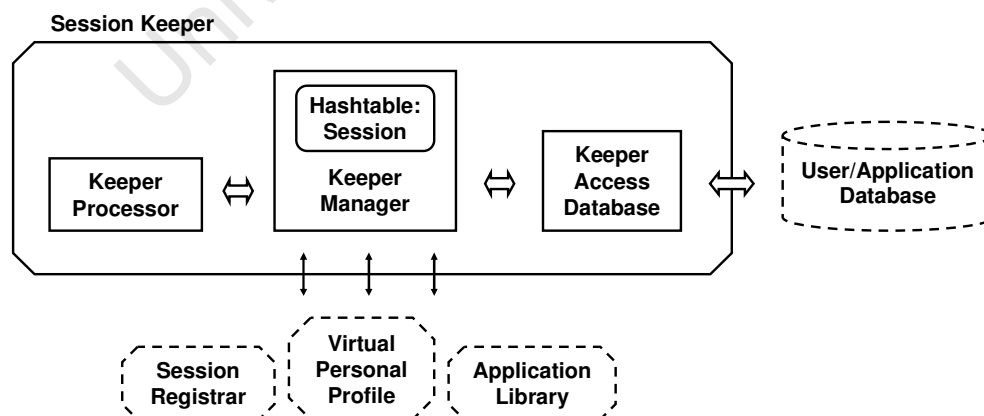 Session Keeper
Hashtable:
Session
Keeper
Processor
Keeper
Manager
Keeper
Access
Database
User/Application
Database
Session
Registrar
Virtual
Personal
Profile
Application
Library